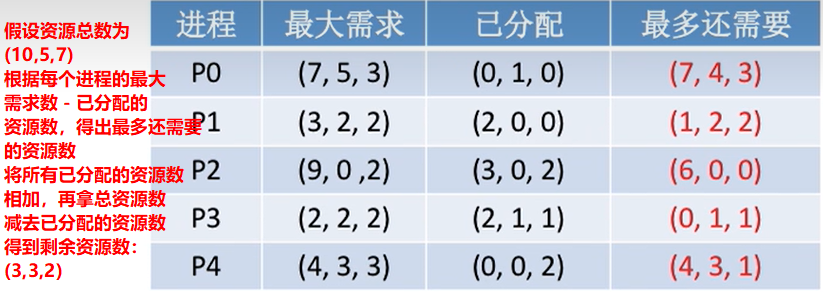 假设资源总数为
(10,5,7)
根据每个进程的最大
需求数 - 已分配的
资源数，得出最多还需要
的资源数
将所有已分配的资源数
相加，再拿总资源数
减去已分配的资源数
得到剩余资源数：
(3,3,2)
进程 最大需求 已分配 最多还需要
P0 (7, 5, 3) (0, 1, 0) (7, 4, 3)
P1 (3, 2, 2) (2, 0, 0) (1, 2, 2)
P2 (9, 0 ,2) (3, 0, 2) (6, 0, 0)
P3 (2, 2, 2) (2, 1, 1) (0, 1, 1)
P4 (4, 3, 3) (0, 0, 2) (4, 3, 1)